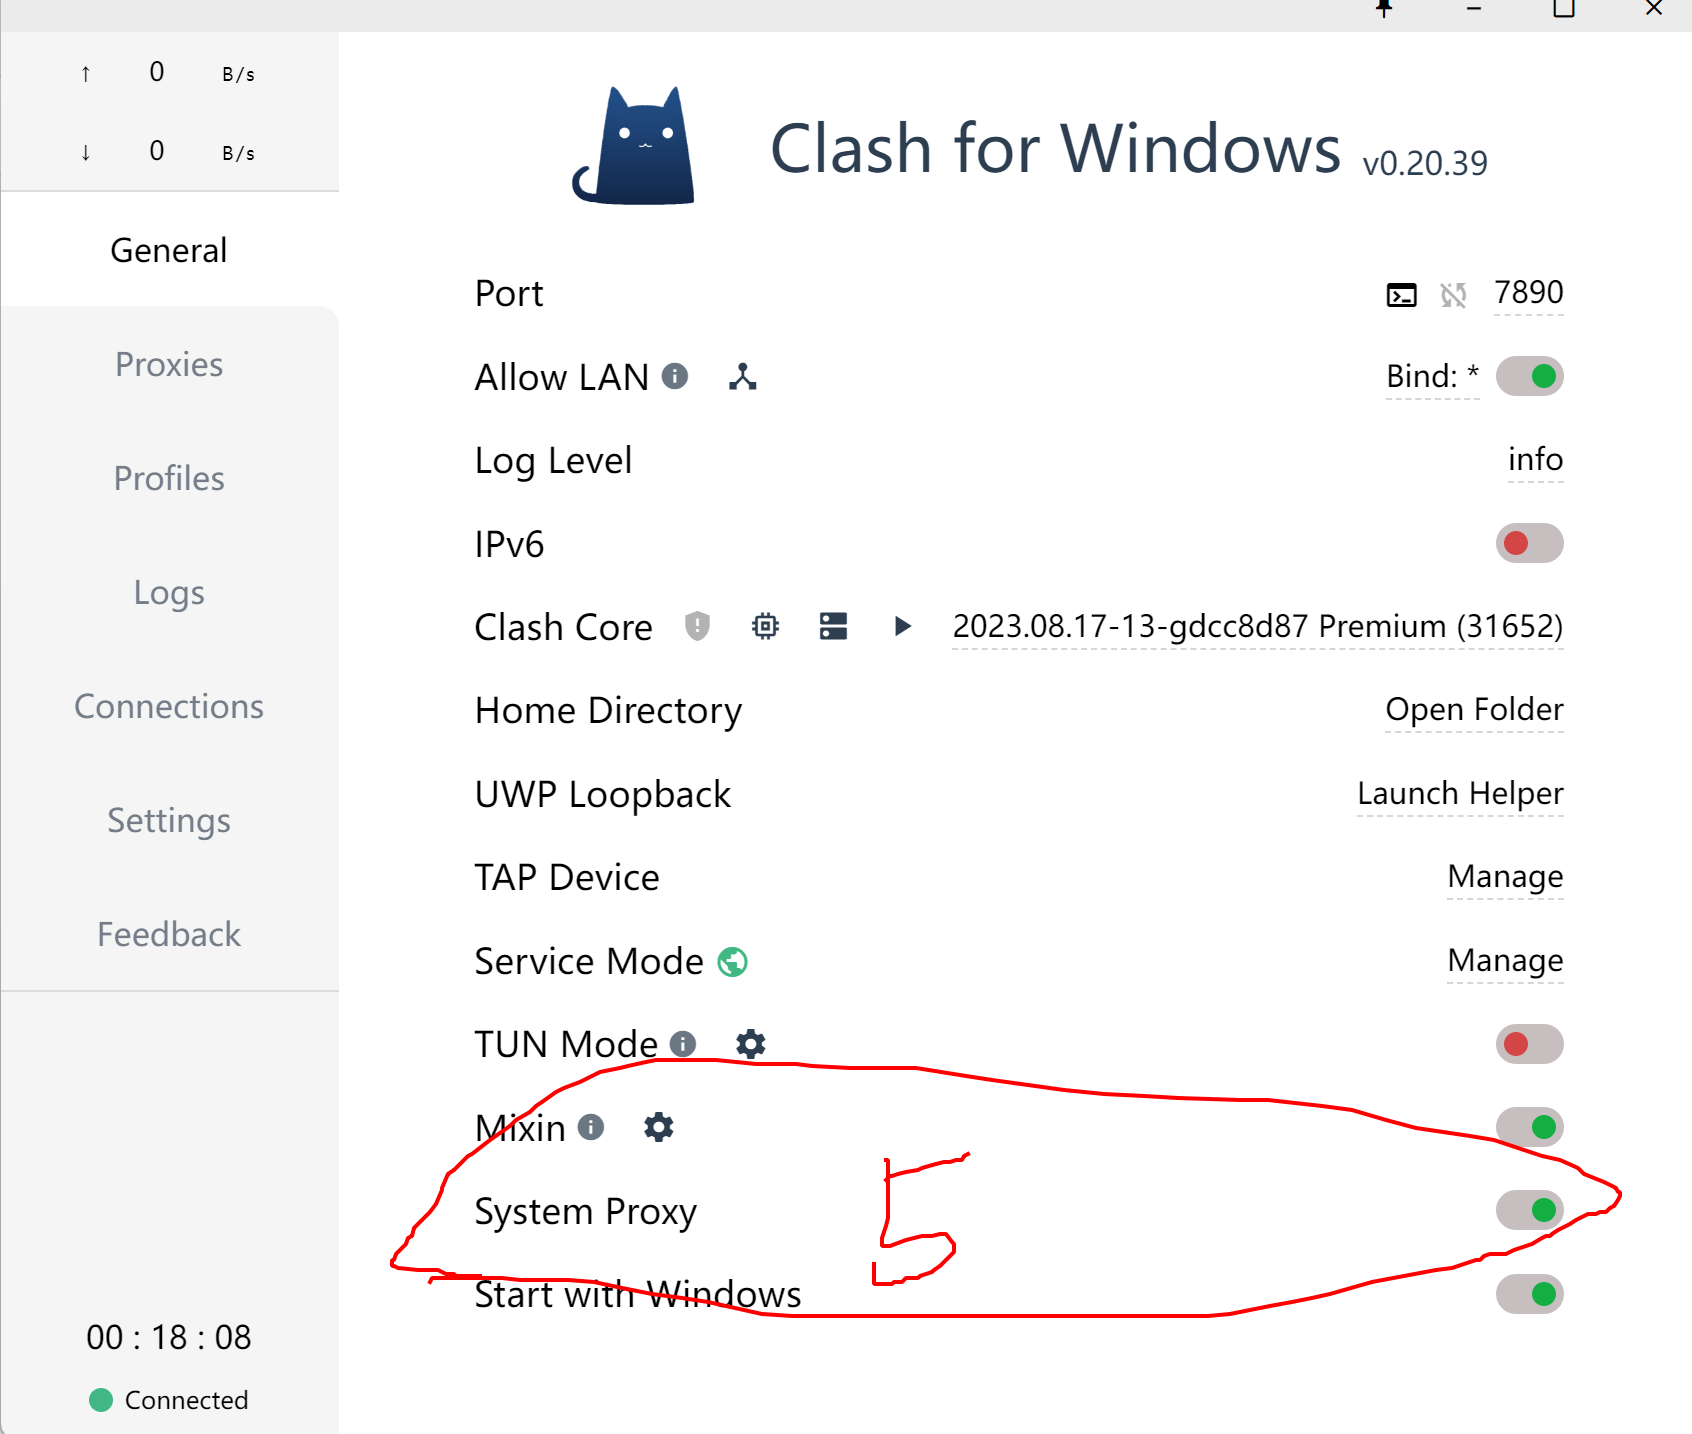 ↑ 0 B/s
↓ 0 B/s
General
Proxies
Profiles
Logs
Connections
Settings
Feedback
00 : 18 : 08
Connected
Clash for Windows v0.20.39
Port 7890
Allow LAN Bind: *
Log Level info
IPv6
Clash Core 2023.08.17-13-gdcc8d87 Premium (31652)
Home Directory Open Folder
UWP Loopback Launch Helper
TAP Device Manage
Service Mode Manage
TUN Mode
Mixin
System Proxy 5
Start with Windows